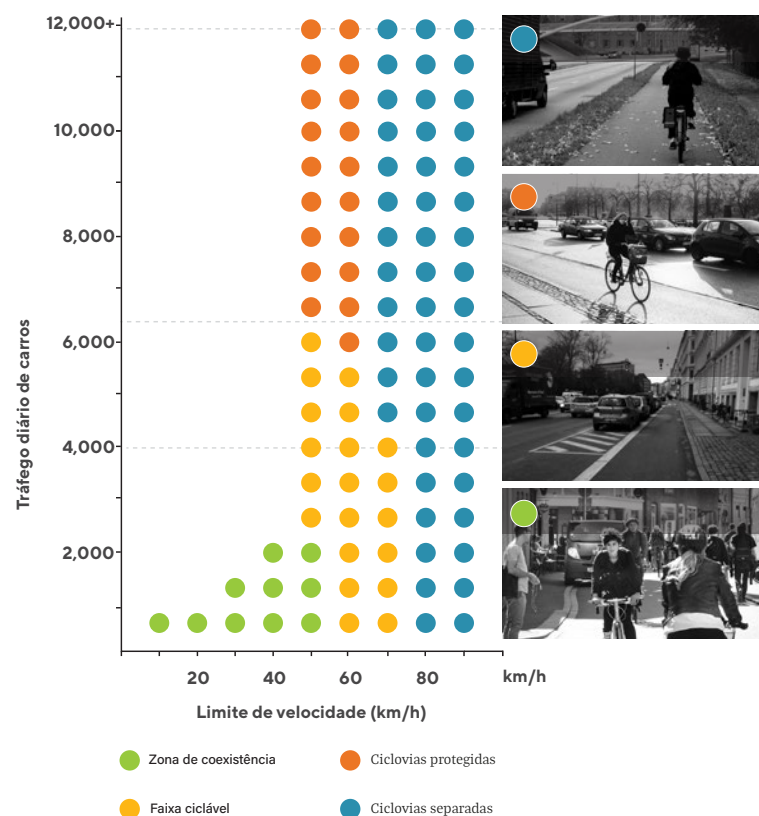 12,000+
10,000
8,000
6,000
4,000
2,000
Tráfego diário de carros
20 40 60 80 km/h
Limite de velocidade (km/h)
Zona de coexistência
Ciclovias protegidas
Faixa ciclável
Ciclovias separadas